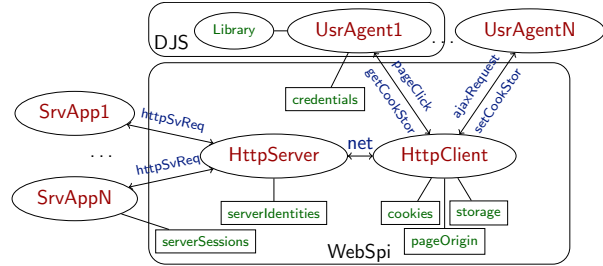 Library
UsrAgent1
UsrAgentN
DJS
. . .
credentials
pageClick
getCookStor
ajaxRequest
setCookStor
SrvApp1
httpSvReq
. . .
httpSvReq
HttpServer
net
HttpClient
SrvAppN
serverIdentities
cookies
storage
pageOrigin
serverSessions
WebSpi